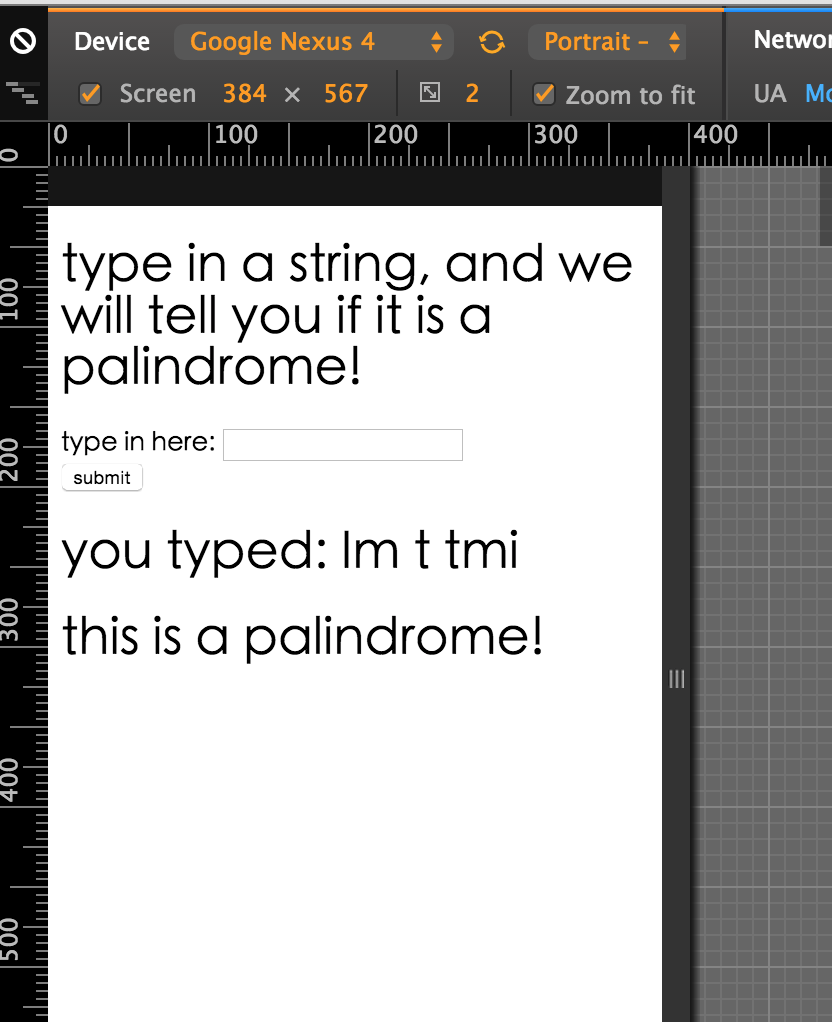 Device Google Nexus 4 Portrait – Networ
Screen 384 × 567 2 Zoom to fit UA Mo
0 100 200 300 400
0
100
200
300
400
500
type in a string, and we
will tell you if it is a
palindrome!
type in here:
submit
you typed: Im t tmi
this is a palindrome!